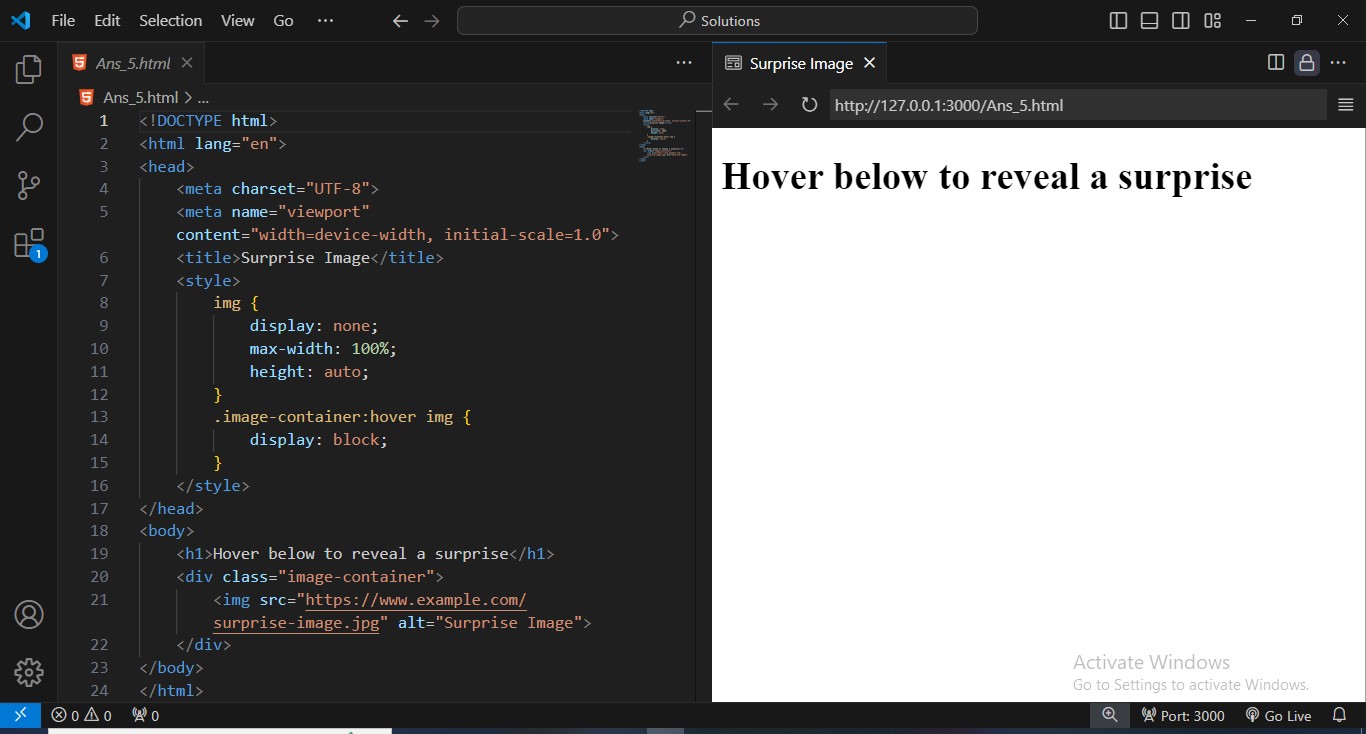 File Edit Selection View Go ··· Solutions
Ans_5.html
Ans_5.html > ...
1 <!DOCTYPE html>
2 <html lang="en">
3 <head>
4 <meta charset="UTF-8">
5 <meta name="viewport"
content="width=device-width, initial-scale=1.0">
6 <title>Surprise Image</title>
7 <style>
8 img {
9 display: none;
10 max-width: 100%;
11 height: auto;
12 }
13 .image-container:hover img {
14 display: block;
15 }
16 </style>
17 </head>
18 <body>
19 <h1>Hover below to reveal a surprise</h1>
20 <div class="image-container">
21 <img src="https://www.example.com/
surprise-image.jpg" alt="Surprise Image">
22 </div>
23 </body>
24 </html>
Surprise Image
http://127.0.0.1:3000/Ans_5.html
Hover below to reveal a surprise
Activate Windows
Go to Settings to activate Windows.
1
0 0 0 Port: 3000 Go Live